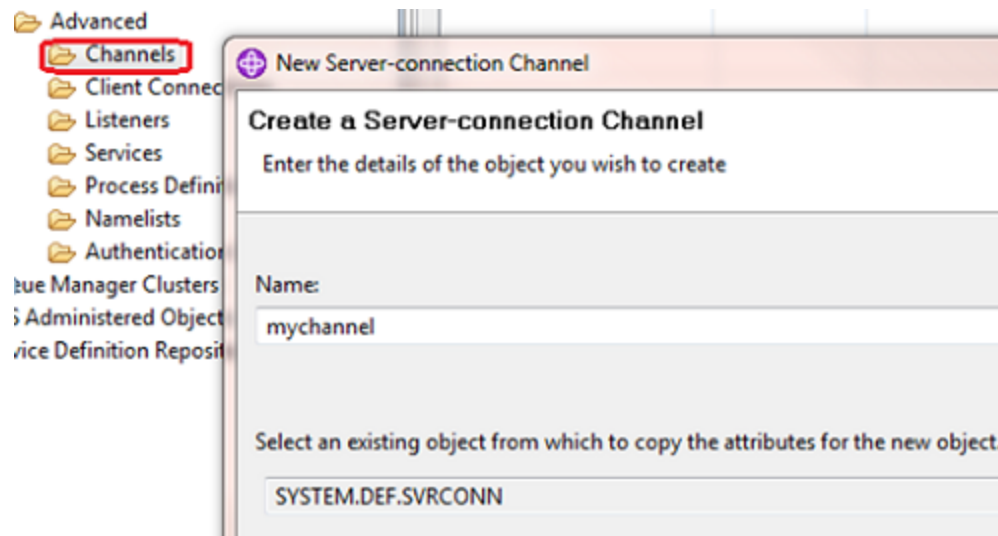 Advanced
Channels
Client Connec
Listeners
Services
Process Defini
Namelists
Authentication
eue Manager Clusters
S Administered Object
vice Definition Reposit
New Server-connection Channel
Create a Server-connection Channel
Enter the details of the object you wish to create
Name:
mychannel
Select an existing object from which to copy the attributes for the new object.
SYSTEM.DEF.SVRCONN